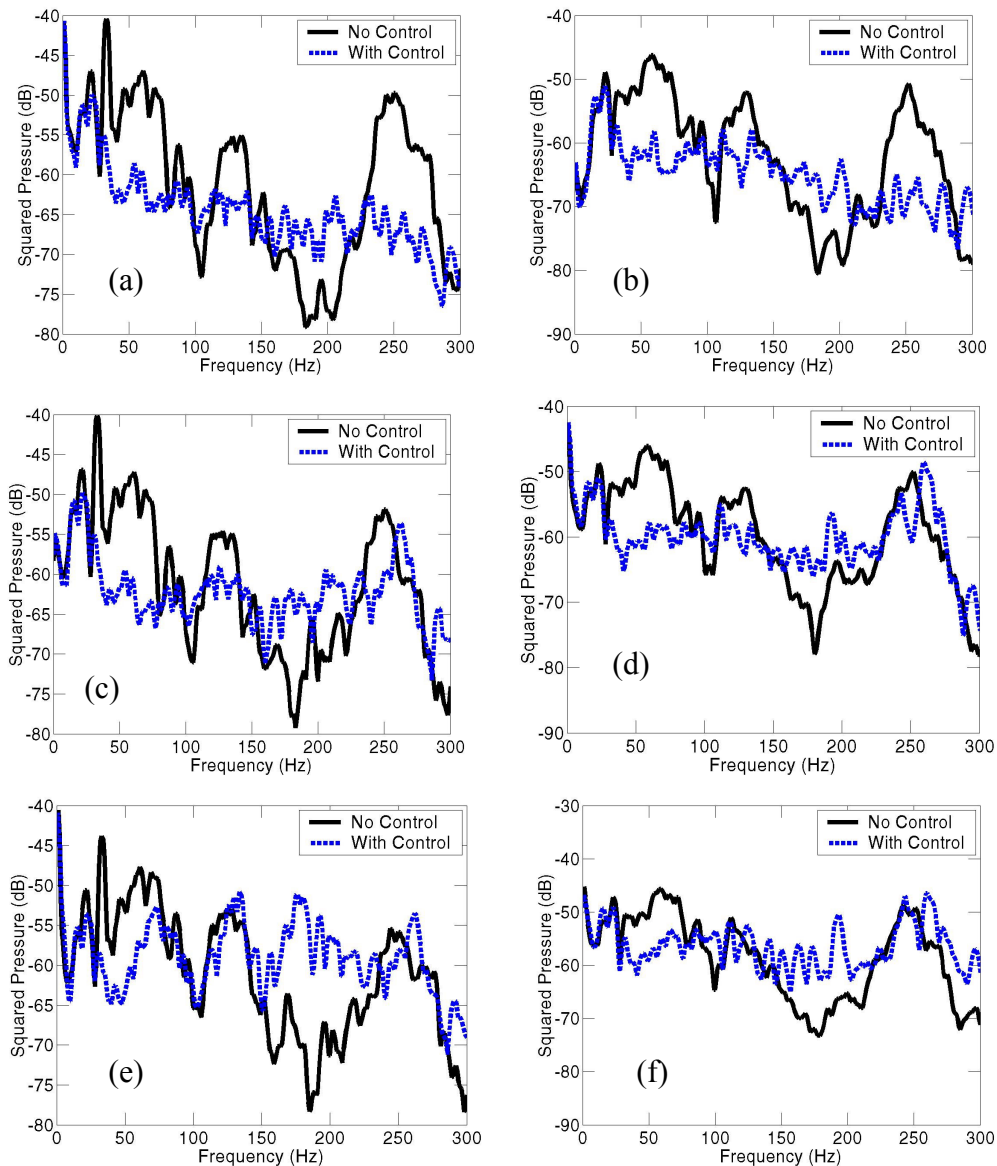 -40
-45
-50
-55
-60
-65
-70
-75
-80
Squared Pressure (dB)
No Control
With Control
(a)
0 50 100 150 200 250 300
Frequency (Hz)
-40
-50
-60
-70
-80
-90
Squared Pressure (dB)
No Control
With Control
(b)
0 50 100 150 200 250 300
Frequency (Hz)
-40
-45
-50
-55
-60
-65
-70
-75
-80
Squared Pressure (dB)
No Control
With Control
(c)
0 50 100 150 200 250 300
Frequency (Hz)
-40
-50
-60
-70
-80
-90
Squared Pressure (dB)
No Control
With Control
(d)
0 50 100 150 200 250 300
Frequency (Hz)
-40
-45
-50
-55
-60
-65
-70
-75
-80
Squared Pressure (dB)
No Control
With Control
(e)
0 50 100 150 200 250 300
Frequency (Hz)
-30
-40
-50
-60
-70
-80
-90
Squared Pressure (dB)
No Control
With Control
(f)
0 50 100 150 200 250 300
Frequency (Hz)